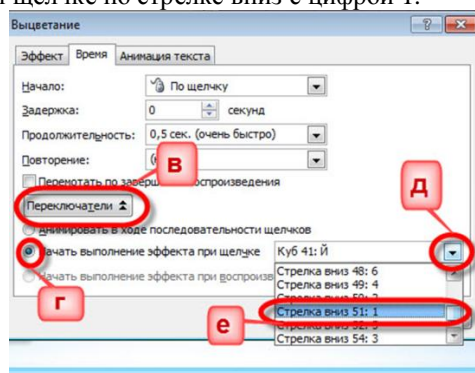 щелчке по стрелке вниз с цифрой 1.
Выцветание
Эффект Время Анимация текста
Начало: По щелчку
Задержка: 0 секунд
Продолжительность: 0,5 сек. (очень быстро)
Повторение:
в
Перемотать по воспроизведения
д
Переключатели
Анимировать в ходе последовательности щелчков
Начать выполнение эффекта при щелчке Куб 41: Й
Начать выполнение эффекта при
Стрелка вниз 48: 6
Стрелка вниз 49: 4
г
е
Стрелка вниз 51: 1
Стрелка вниз 54: 3